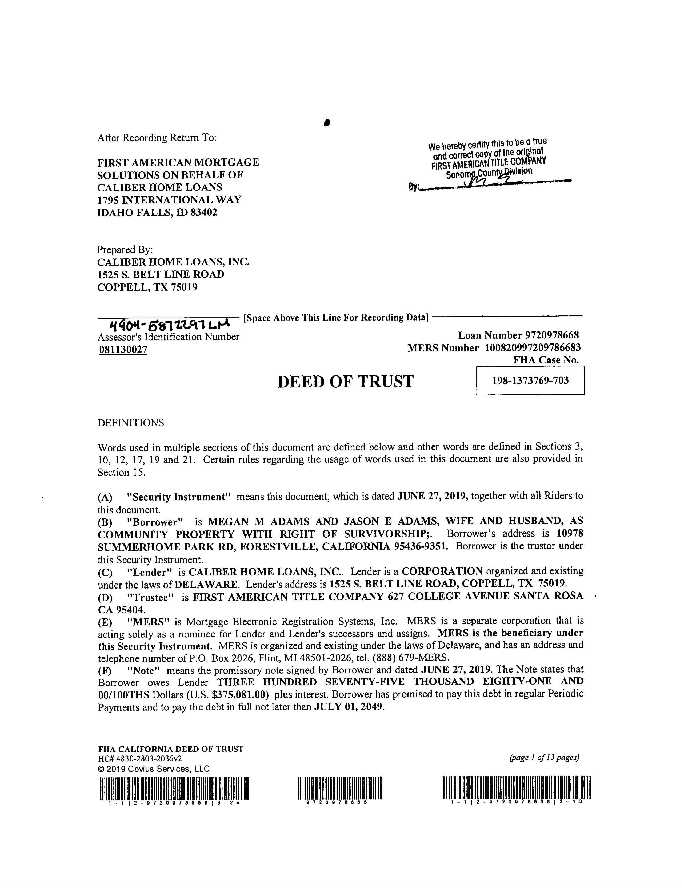 After Recording Return To:
FIRST AMERICAN MORTGAGE
SOLUTIONS ON BEHALF OF
CALIBER HOME LOANS
1795 INTERNATIONAL WAY
IDAHO FALLS, ID 83402
We hereby certify this to be a true
and correct copy of the original
FIRST AMERICAN TITLE COMPANY
Sonoma County Division
By:
Prepared By:
CALIBER HOME LOANS, INC.
1525 S. BELT LINE ROAD
COPPELL, TX 75019
[Space Above This Line For Recording Data]
4904-5872297 LM
Assessor's Identification Number
081130027
Loan Number 9720978668
MERS Number 100820997209786683
FHA Case No.
198-1373769-703
DEED OF TRUST
DEFINITIONS
Words used in multiple sections of this document are defined below and other words are defined in Sections 3,
10, 12, 17, 19 and 21. Certain rules regarding the usage of words used in this document are also provided in
Section 15.
(A) "Security Instrument" means this document, which is dated JUNE 27, 2019, together with all Riders to
this document.
(B) "Borrower" is MEGAN M ADAMS AND JASON E ADAMS, WIFE AND HUSBAND, AS
COMMUNITY PROPERTY WITH RIGHT OF SURVIVORSHIP;. Borrower's address is 10978
SUMMERHOME PARK RD, FORESTVILLE, CALIFORNIA 95436-9351. Borrower is the trustor under
this Security Instrument.
(C) "Lender" is CALIBER HOME LOANS, INC. Lender is a CORPORATION organized and existing
under the laws of DELAWARE. Lender's address is 1525 S. BELT LINE ROAD, COPPELL, TX 75019.
(D) "Trustee" is FIRST AMERICAN TITLE COMPANY 627 COLLEGE AVENUE SANTA ROSA
CA 95404.
(E) "MERS" is Mortgage Electronic Registration Systems, Inc. MERS is a separate corporation that is
acting solely as a nominee for Lender and Lender's successors and assigns. MERS is the beneficiary under
this Security Instrument. MERS is organized and existing under the laws of Delaware, and has an address and
telephone number of P.O. Box 2026, Flint, MI 48501-2026, tel. (888) 679-MERS.
(F) "Note" means the promissory note signed by Borrower and dated JUNE 27, 2019. The Note states that
Borrower owes Lender THREE HUNDRED SEVENTY-FIVE THOUSAND EIGHTY-ONE AND
00/100THS Dollars (U.S. $375,081.00) plus interest. Borrower has promised to pay this debt in regular Periodic
Payments and to pay the debt in full not later than JULY 01, 2049.
FHA CALIFORNIA DEED OF TRUST
HC# 4830-2803-2036v2
© 2019 Covius Services, LLC
(page 1 of 13 pages)
9720978668